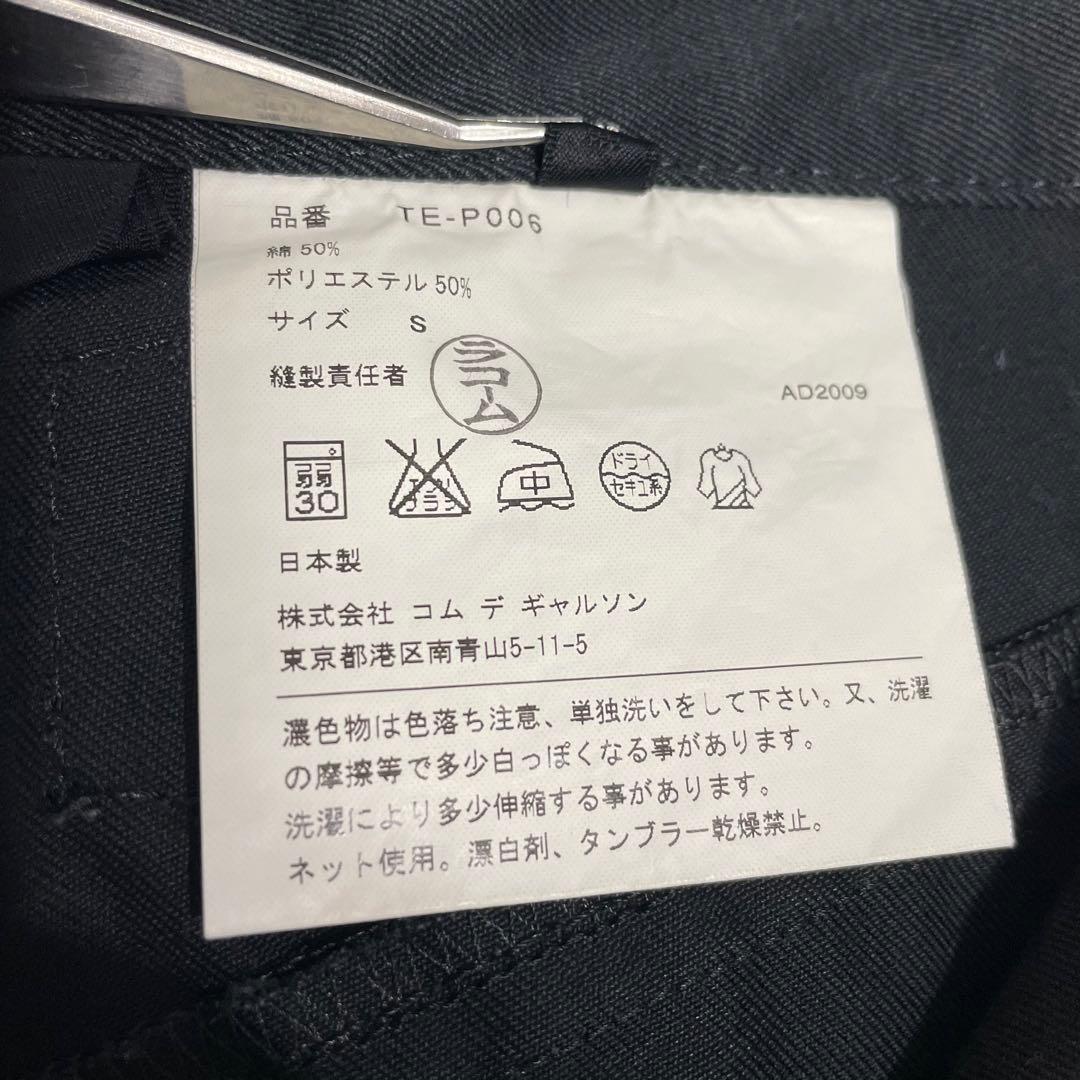 品番 TE-P006
綿 50%
ポリエステル 50%
サイズ S
縫製責任者 ラコーム
AD2009
弱 30 エンソ サラシ 中 ドライ セキユ系
日本製
株式会社 コム デ ギャルソン
東京都港区南青山5-11-5
濃色物は色落ち注意、単独洗いをして下さい。又、洗濯
の摩擦等で多少白っぽくなる事があります。
洗濯により多少伸縮する事があります。
ネット使用。漂白剤、タンブラー乾燥禁止。